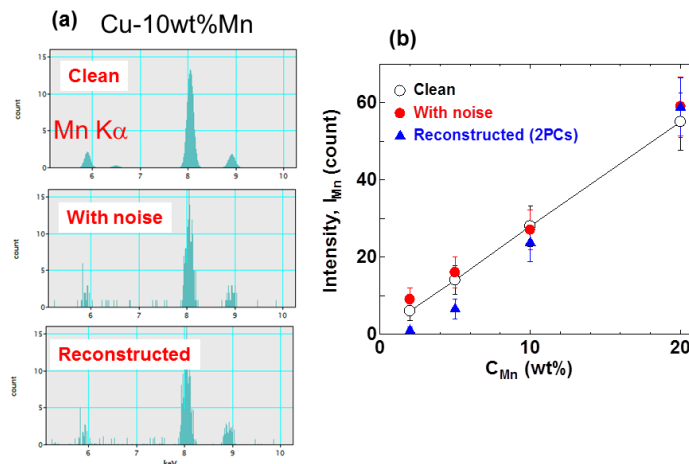 (a) Cu-10wt%Mn
15
Clean
10
count
Mn Kα
5
0
6 7 8 9 10
15
With noise
10
count
5
0
6 7 8 9 10
15
Reconstructed
10
count
5
0
6 7 8 9 10
keV
(b)
Clean
With noise
Reconstructed (2PCs)
Intensity, I_Mn (count)
60
40
20
0
0 10 20
C_Mn (wt%)